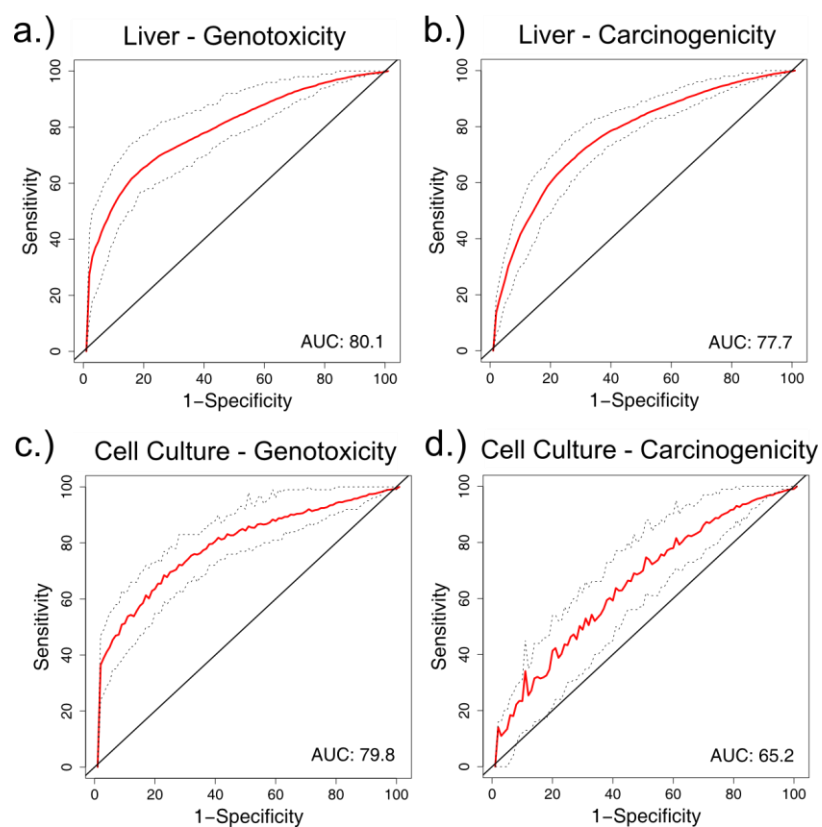 a.)
Liver - Genotoxicity
Sensitivity
100
80
60
40
20
0
AUC: 80.1
0 20 40 60 80 100
1−Specificity
b.)
Liver - Carcinogenicity
Sensitivity
100
80
60
40
20
0
AUC: 77.7
0 20 40 60 80 100
1−Specificity
c.)
Cell Culture - Genotoxicity
Sensitivity
100
80
60
40
20
0
AUC: 79.8
0 20 40 60 80 100
1−Specificity
d.)
Cell Culture - Carcinogenicity
Sensitivity
100
80
60
40
20
0
AUC: 65.2
0 20 40 60 80 100
1−Specificity